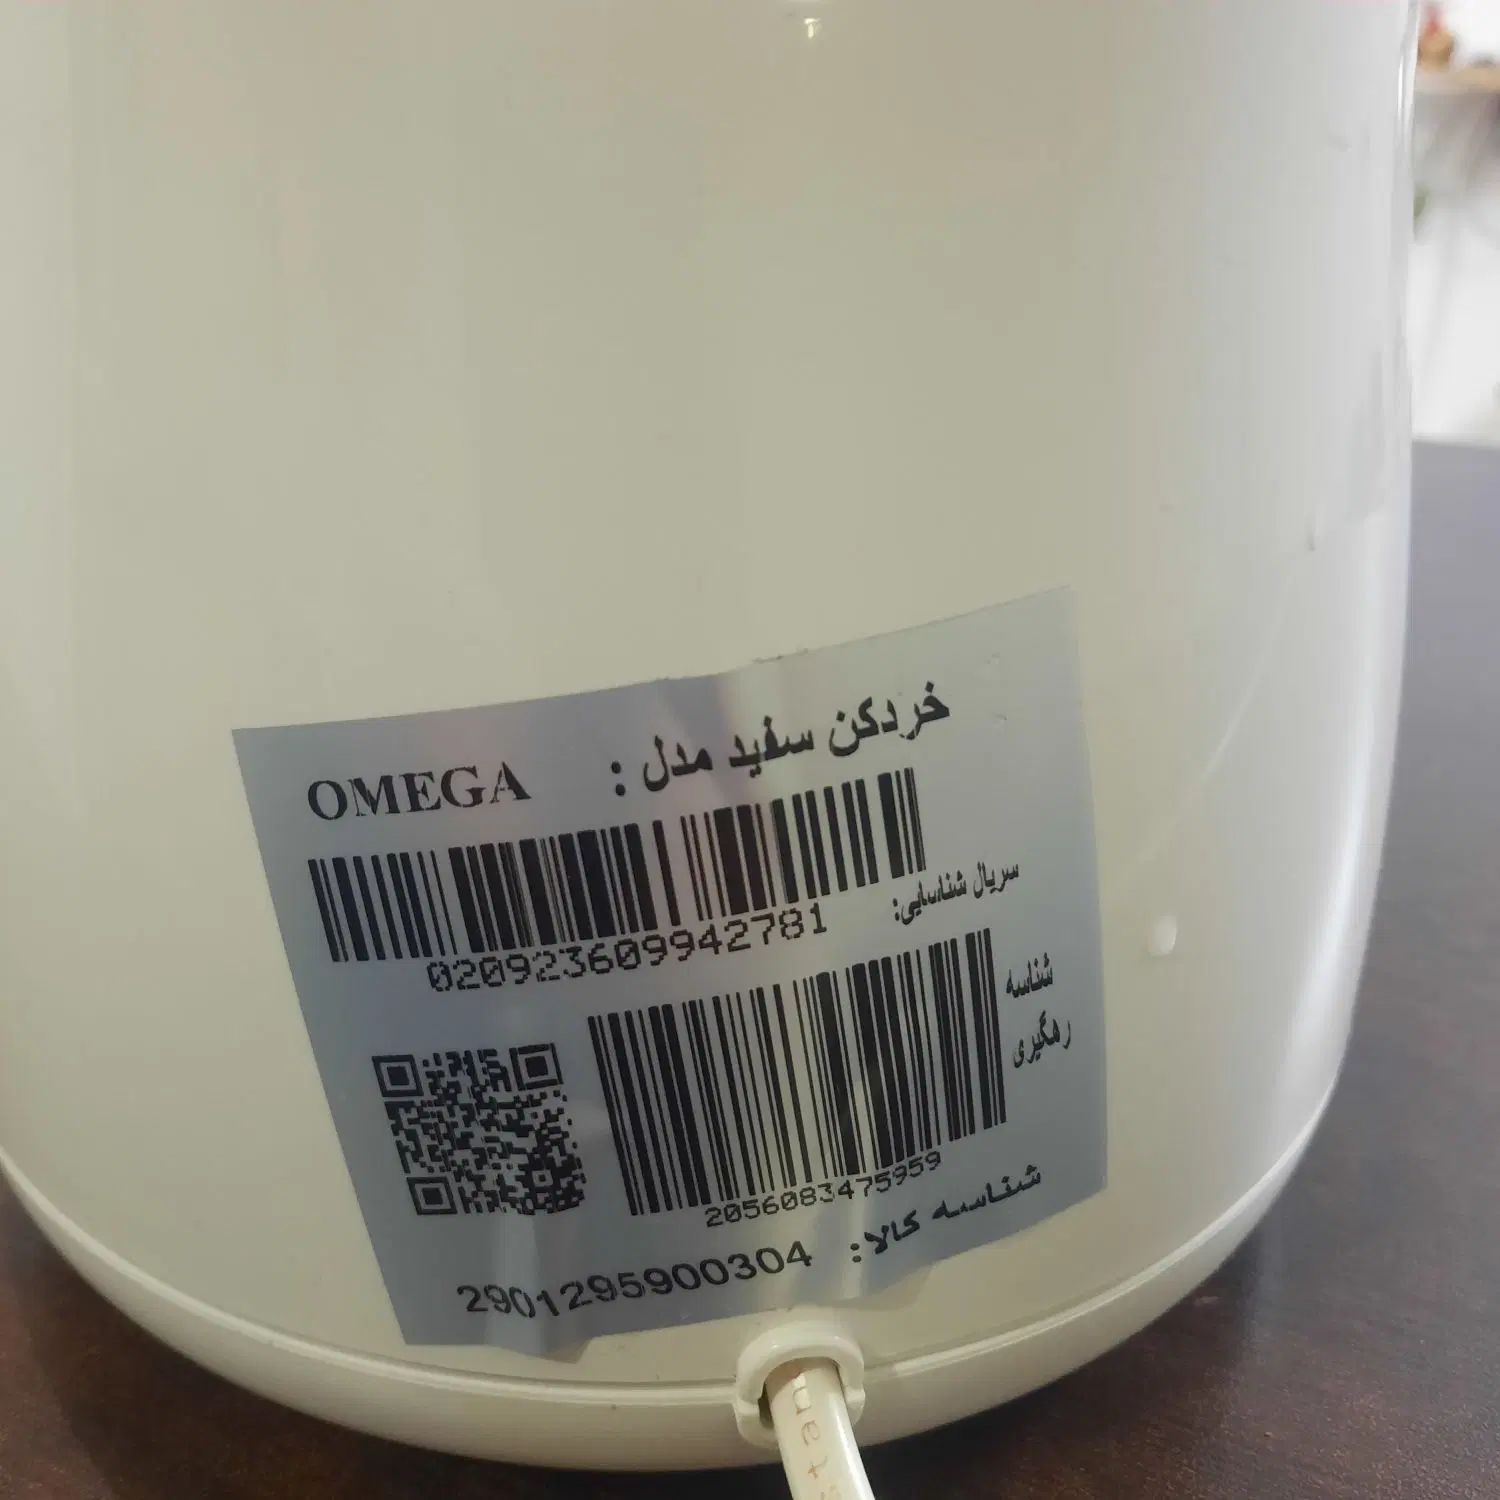 خردکن سفید مدل : OMEGA
020923609942781
سریال شناسایی:
شناسه
رهگیری
2056083475959
شناسه کالا: 2901295900304